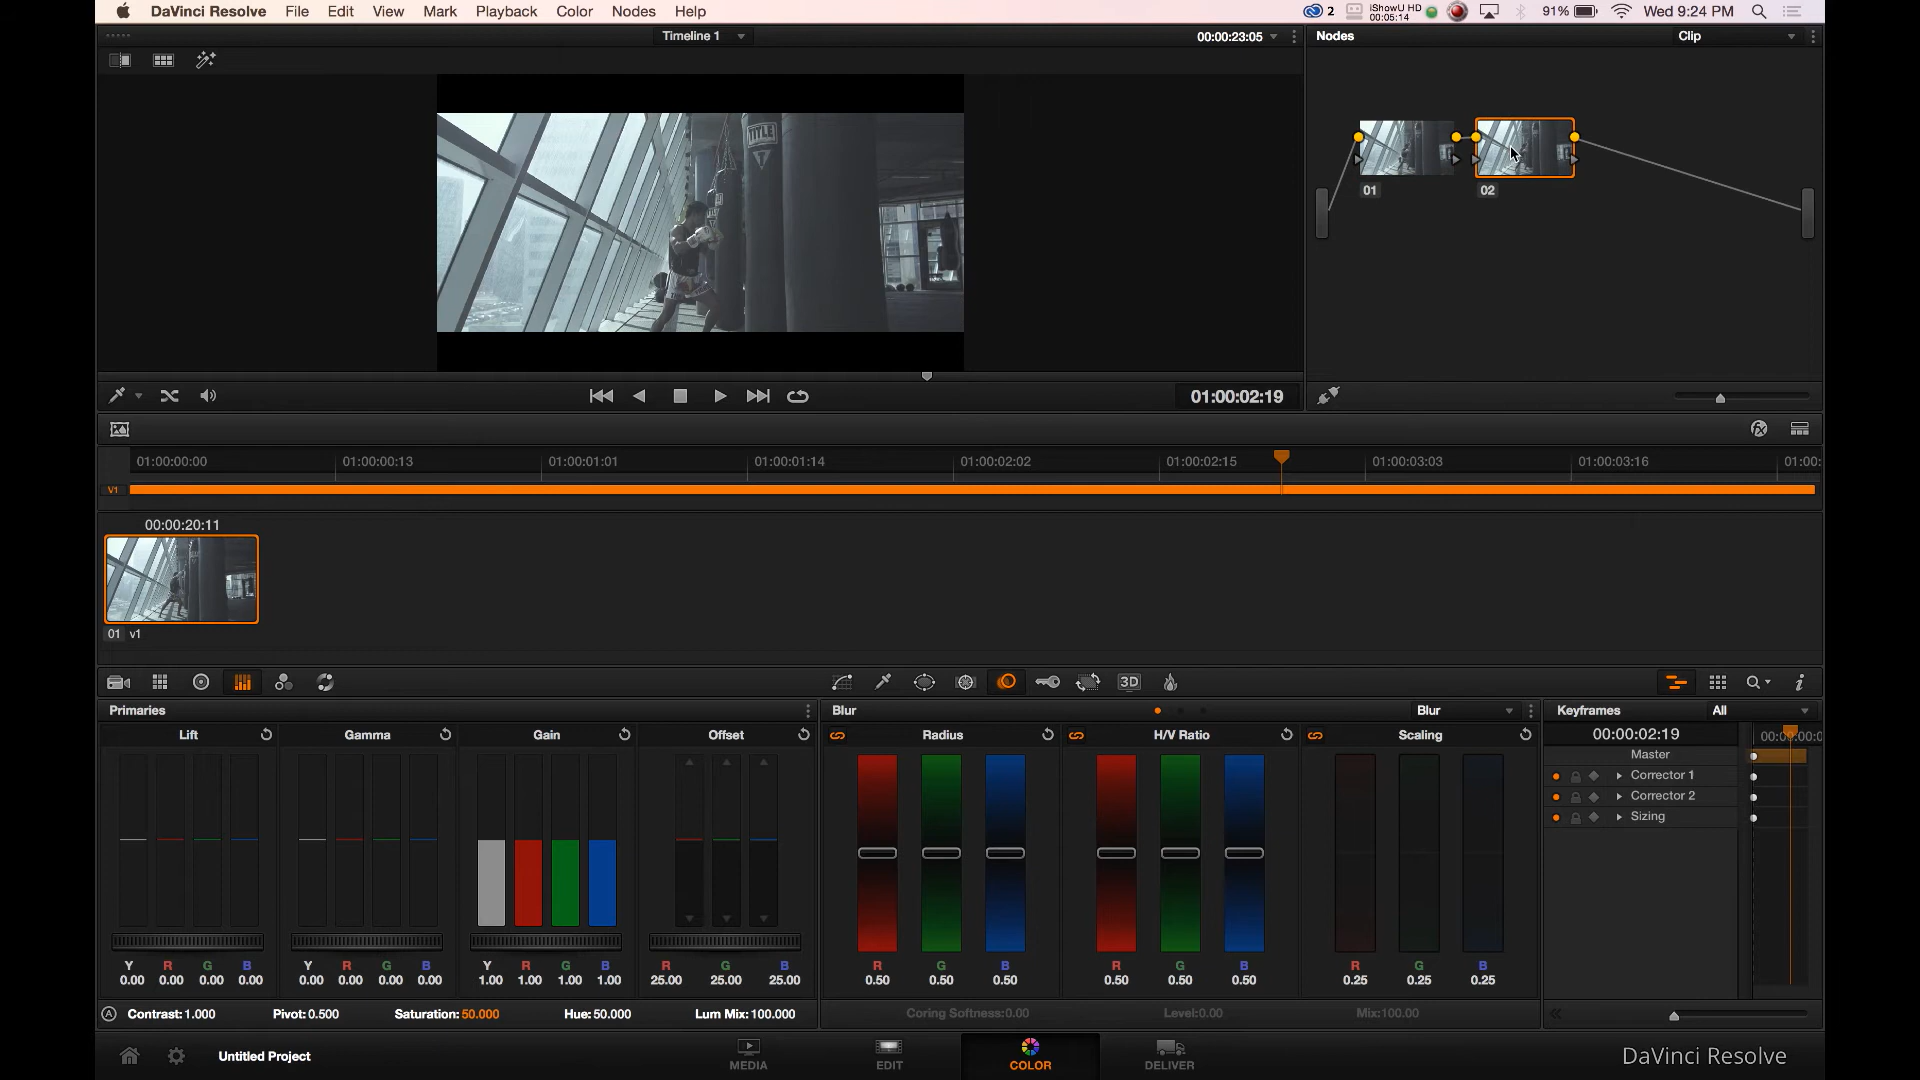 DaVinci Resolve File Edit View Mark Playback Color Nodes Help
2 iShowU HD 00:05:14 91% Wed 9:24 PM
Timeline 1 00:00:23:05
Nodes Clip
TITLE
01 02
01:00:02:19
01:00:00:00 01:00:00:13 01:00:01:01 01:00:01:14 01:00:02:02 01:00:02:15 01:00:03:03 01:00:03:16 01:00:
V1
00:00:20:11
01 v1
3D
Primaries
Lift Gamma Gain Offset
Y R G B Y R G B Y R G B R G B
0.00 0.00 0.00 0.00 0.00 0.00 0.00 0.00 1.00 1.00 1.00 1.00 25.00 25.00 25.00
A Contrast:1.000 Pivot:0.500 Saturation:50.000 Hue:50.000 Lum Mix:100.000
Blur Blur
Radius H/V Ratio Scaling
R G B R G B R G B
0.50 0.50 0.50 0.50 0.50 0.50 0.25 0.25 0.25
Coring Softness:0.00 Level:0.00 Mix:100.00
Keyframes All
00:00:02:19
Master
Corrector 1
Corrector 2
Sizing
Untitled Project
MEDIA EDIT COLOR DELIVER
DaVinci Resolve